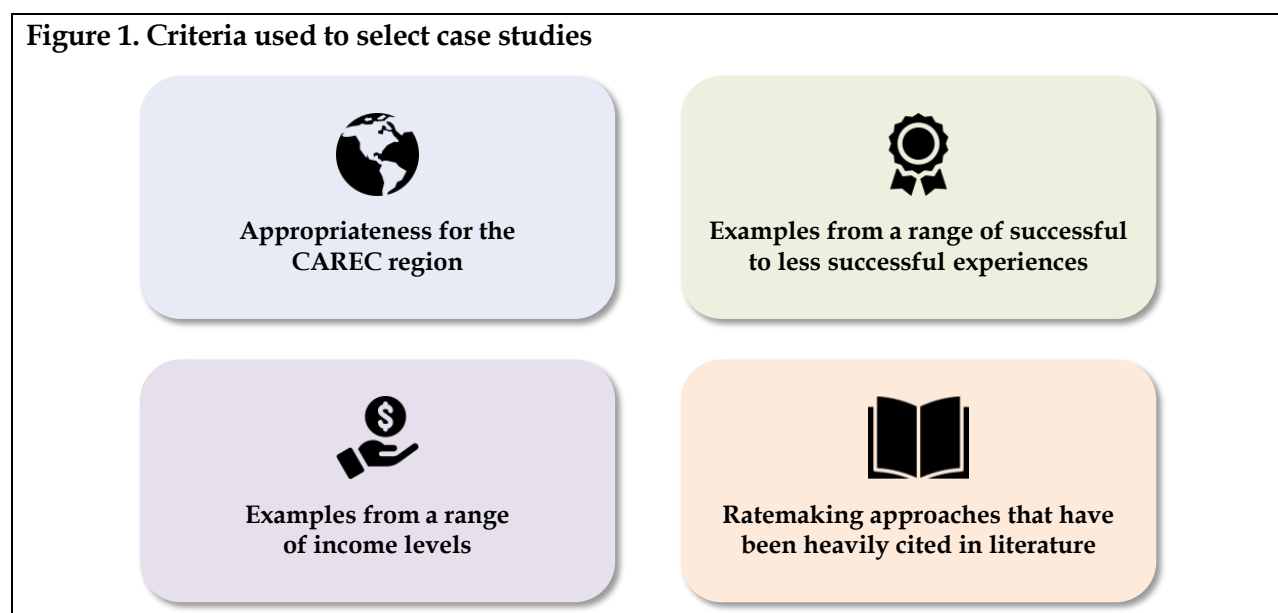 Figure 1. Criteria used to select case studies
Appropriateness for the
CAREC region
Examples from a range of successful
to less successful experiences
$
Examples from a range
of income levels
Ratemaking approaches that have
been heavily cited in literature